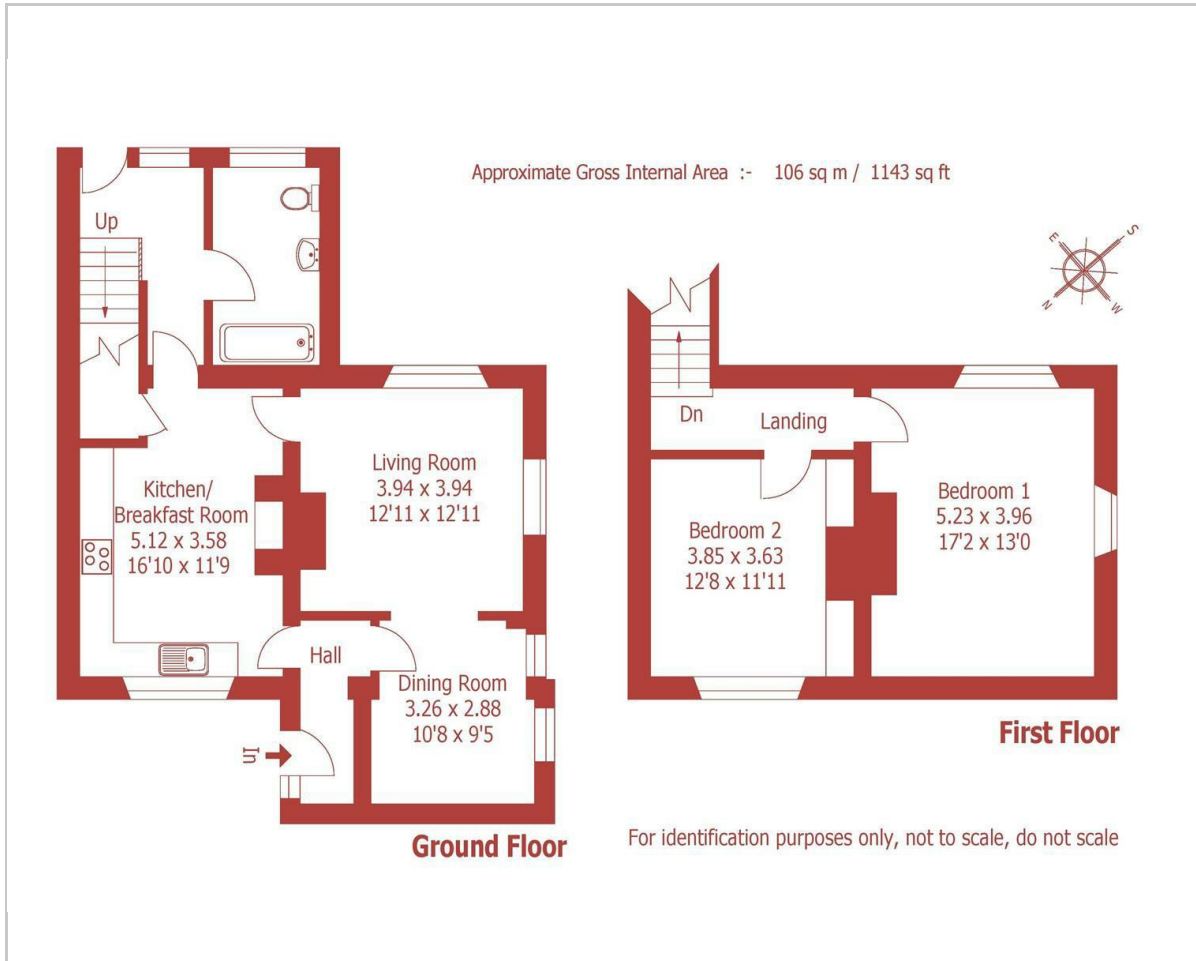 Approximate Gross Internal Area :- 106 sq m / 1143 sq ft
Up
Kitchen/
Breakfast Room
5.12 x 3.58
16'10 x 11'9
Living Room
3.94 x 3.94
12'11 x 12'11
Hall
Dining Room
3.26 x 2.88
10'8 x 9'5
In
Ground Floor
E
S
N
W
Dn
Landing
Bedroom 2
3.85 x 3.63
12'8 x 11'11
Bedroom 1
5.23 x 3.96
17'2 x 13'0
First Floor
For identification purposes only, not to scale, do not scale